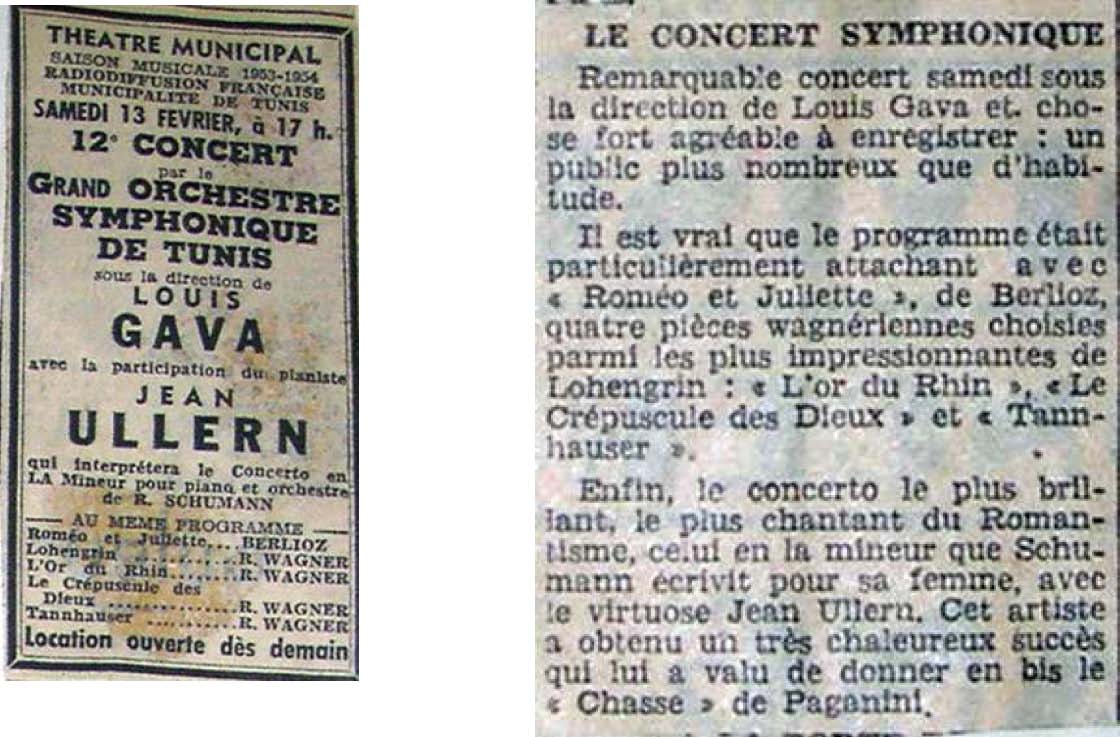 THEATRE MUNICIPAL
SAISON MUSICALE 1953-1954
RADIODIFFUSION FRANÇAISE
MUNICIPALITE DE TUNIS
SAMEDI 13 FEVRIER, à 17 h.
12e CONCERT
par le
GRAND ORCHESTRE
SYMPHONIQUE
DE TUNIS
sous la direction de
LOUIS
GAVA
avec la participation du pianiste
JEAN
ULLERN
qui interprétera le Concerto en
LA Mineur pour piano et orchestre
de R. SCHUMANN
AU MEME PROGRAMME
Roméo et Juliette... BERLIOZ
Lohengrin ........ R. WAGNER
L'Or du Rhin...... R. WAGNER
Le Crépuscule des
Dieux ............ R. WAGNER
Tannhauser .......... R. WAGNER
Location ouverte dès demain
LE CONCERT SYMPHONIQUE
Remarquable concert samedi sous
la direction de Louis Gava et. cho-
se fort agréable à enregistrer : un
public plus nombreux que d'habi-
tude.
Il est vrai que le programme était
particulièrement attachant avec
« Roméo et Juliette », de Berlioz,
quatre pièces wagnériennes choisies
parmi les plus impressionnantes de
Lohengrin : « L'or du Rhin », « Le
Crépuscule des Dieux » et « Tann-
hauser ».
Enfin, le concerto le plus bril-
lant, le plus chantant du Roman-
tisme, celui en la mineur que Schu-
mann écrivit pour sa femme, avec
le virtuose Jean Ullern. Cet artiste
a obtenu un très chaleureux succès
qui lui a valu de donner en bis le
« Chasse » de Paganini.